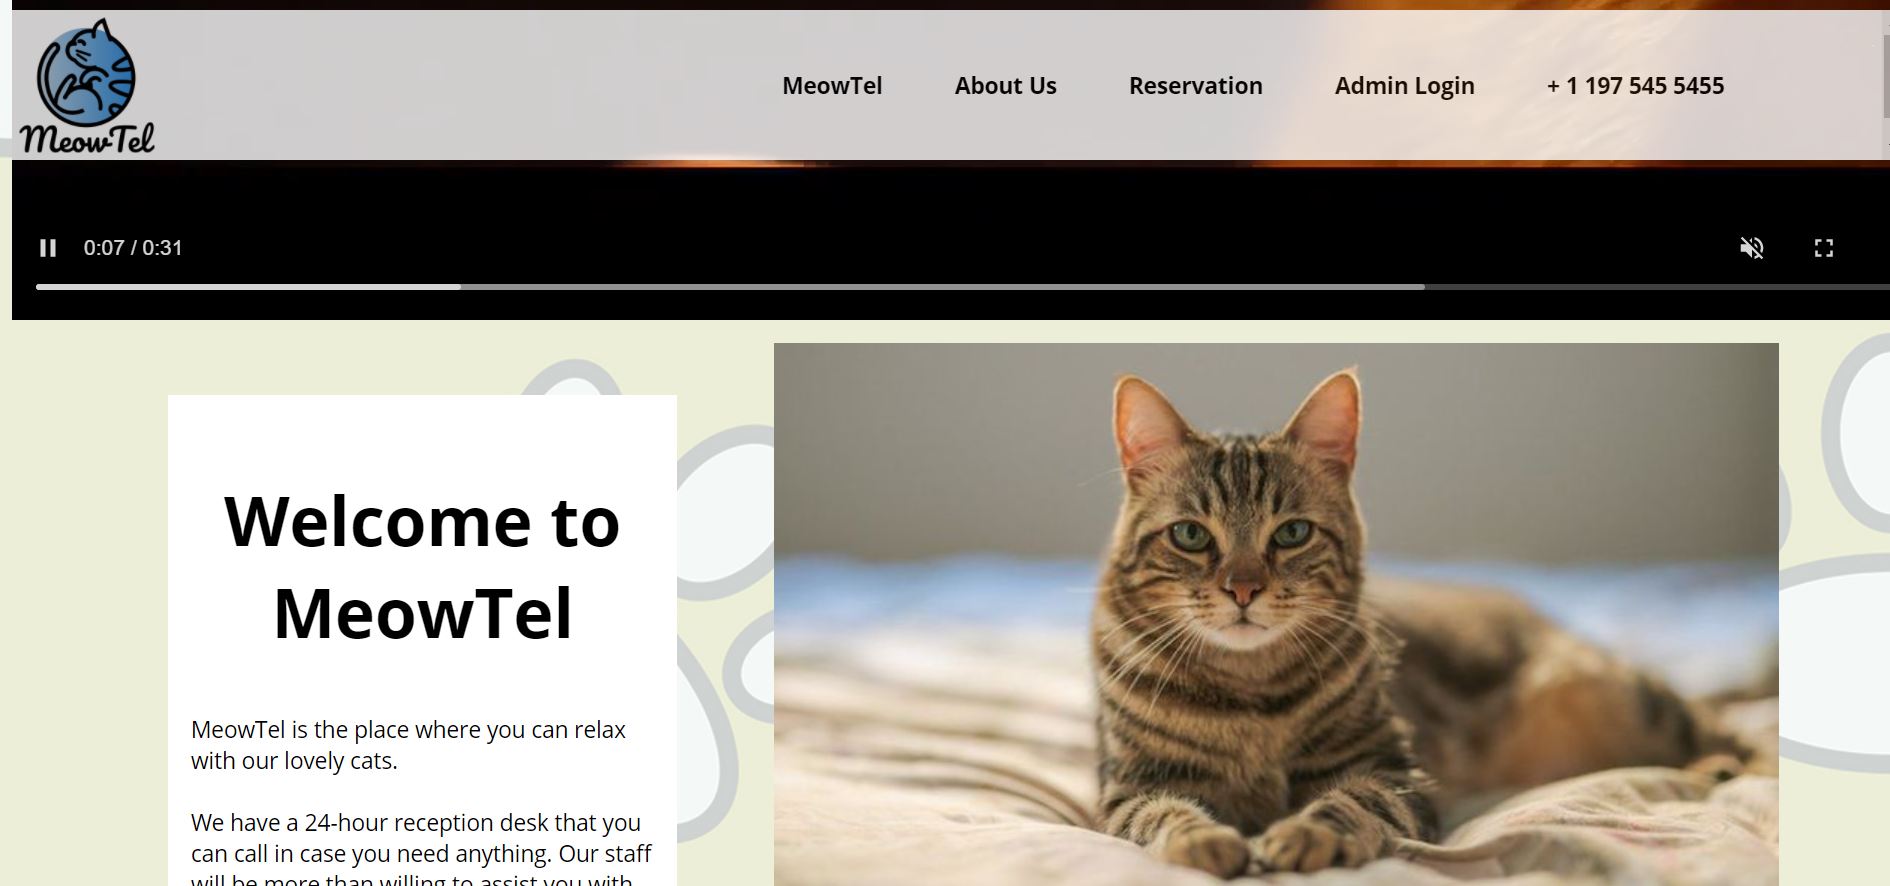 MeowTel
MeowTel
About Us
Reservation
Admin Login
+ 1 197 545 5455
0:07 / 0:31
Welcome to
MeowTel
MeowTel is the place where you can relax
with our lovely cats.
We have a 24-hour reception desk that you
can call in case you need anything. Our staff
will be more than willing to assist you with